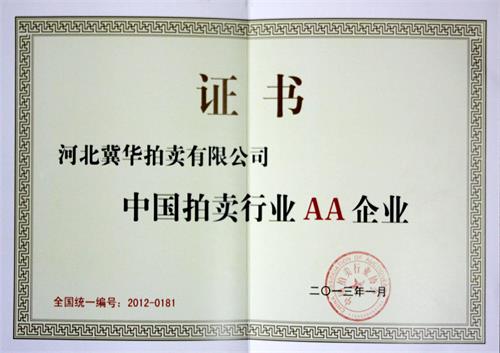 证书
河北冀华拍卖有限公司
中国拍卖行业AA企业
二〇一三年一月
全国统一编号：2012-0181